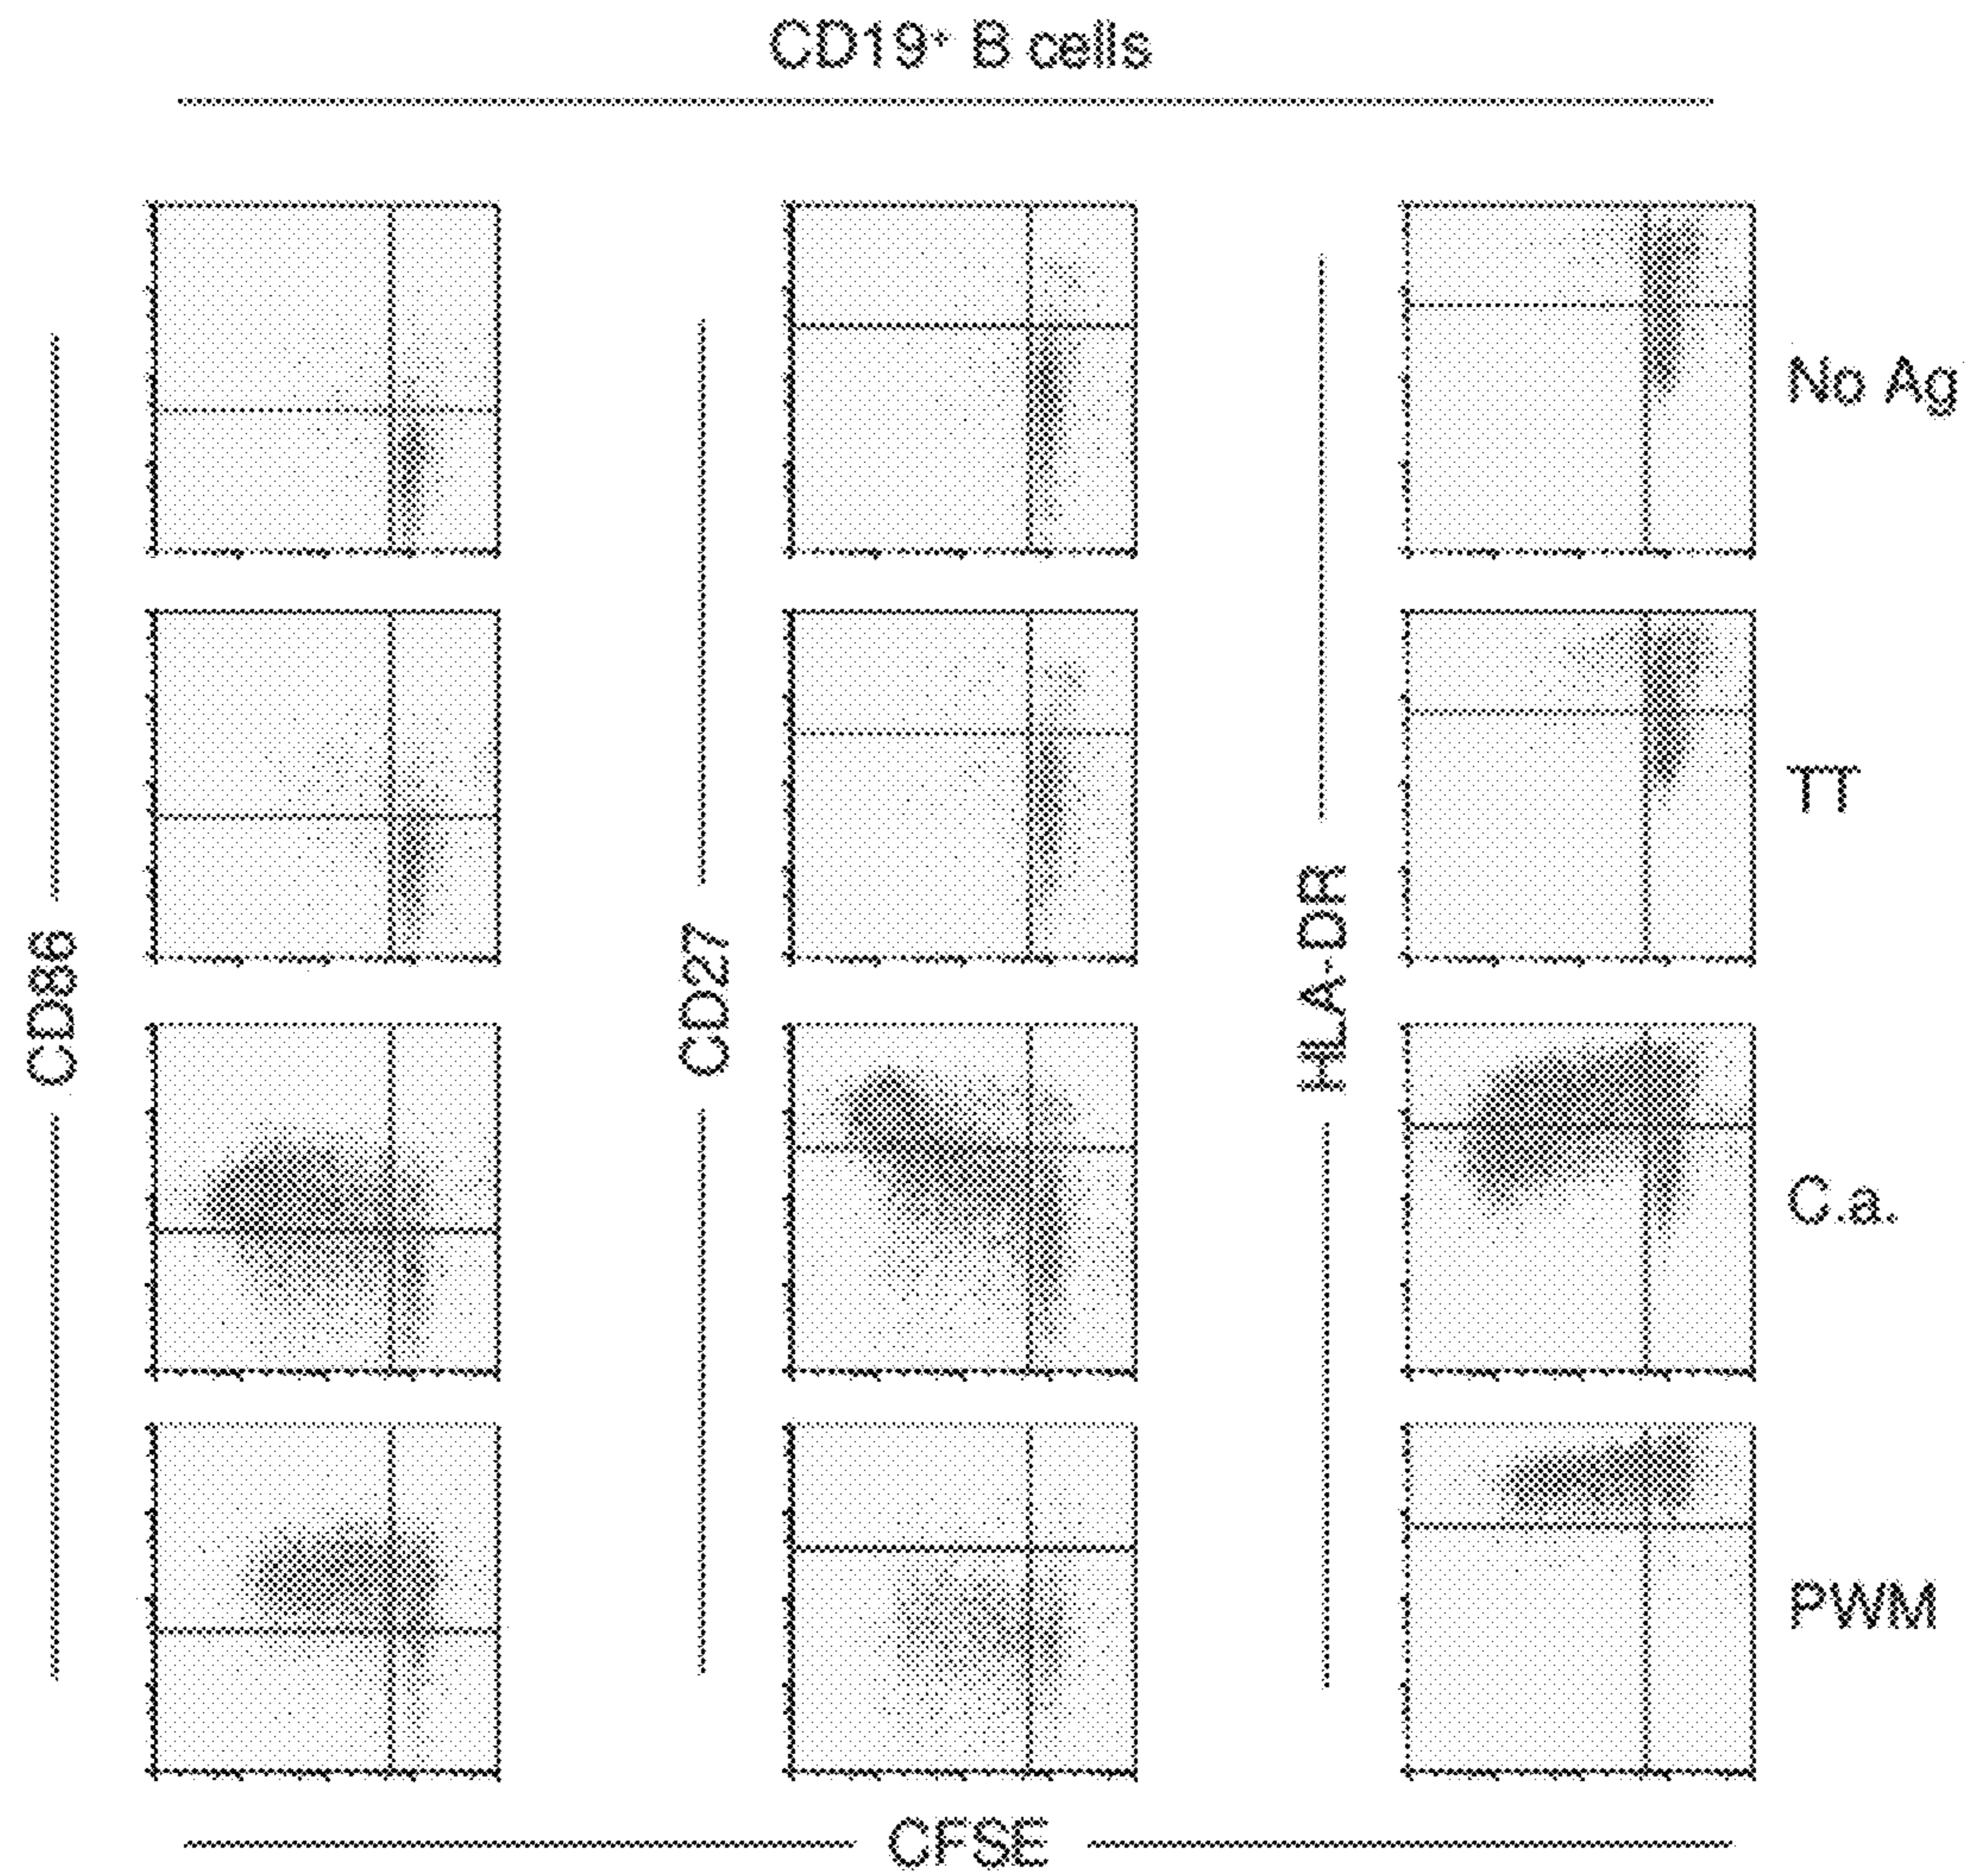 CD19+ B cells
CD86
CD27
HLA-DR
No Ag
TT
C.a.
PWM
CFSE